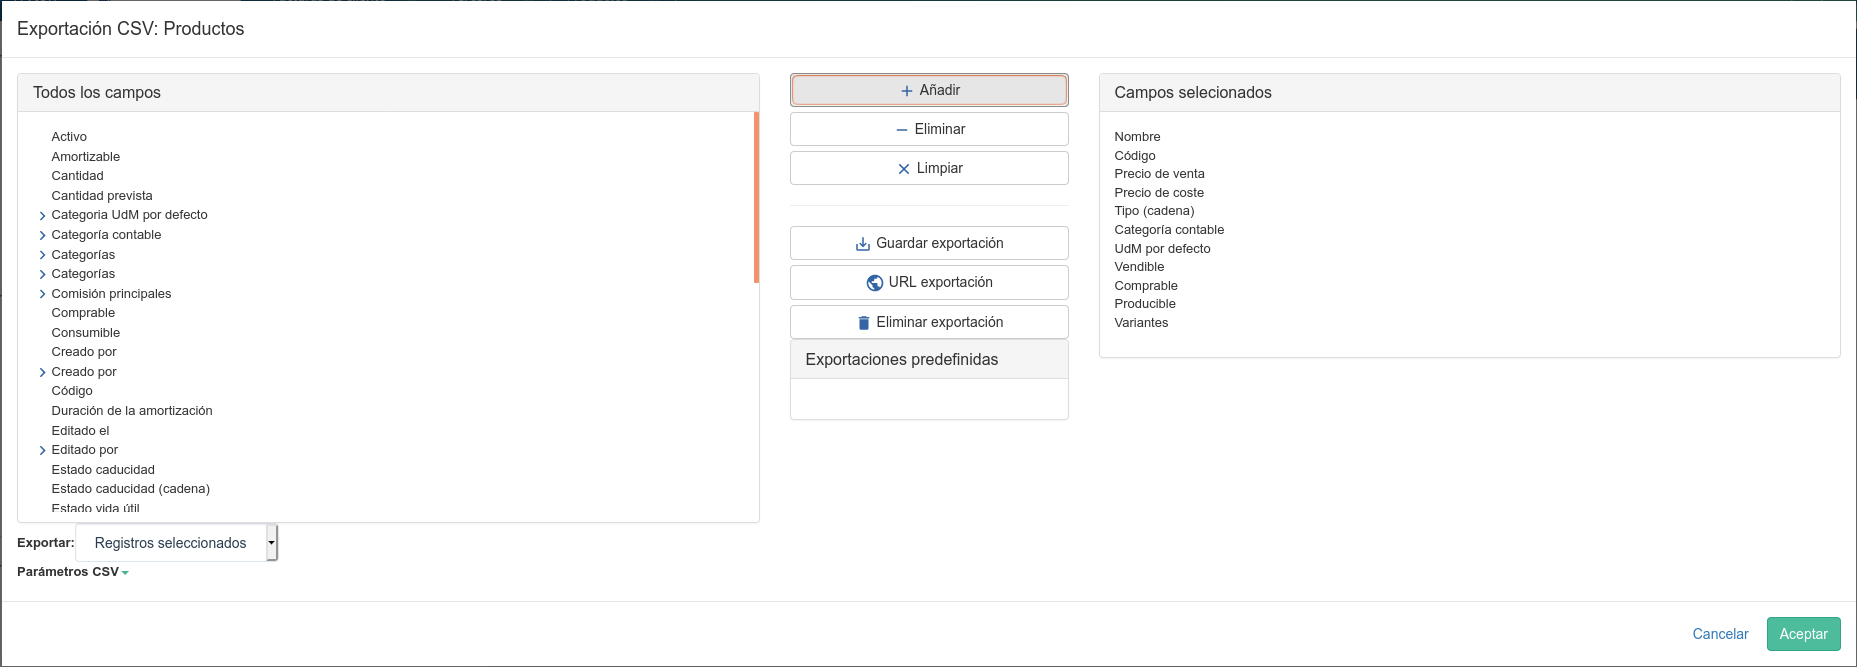 Exportación CSV: Productos
Todos los campos
Activo
Amortizable
Cantidad
Cantidad prevista
Categoria UdM por defecto
Categoría contable
Categorías
Categorías
Comisión principales
Comprable
Consumible
Creado por
Creado por
Código
Duración de la amortización
Editado el
Editado por
Estado caducidad
Estado caducidad (cadena)
Estado vida útil
Exportar:
Registros seleccionados
Parámetros CSV
Añadir
Eliminar
Limpiar
Guardar exportación
URL exportación
Eliminar exportación
Exportaciones predefinidas
Campos selecionados
Nombre
Código
Precio de venta
Precio de coste
Tipo (cadena)
Categoría contable
UdM por defecto
Vendible
Comprable
Producible
Variantes
Cancelar
Aceptar